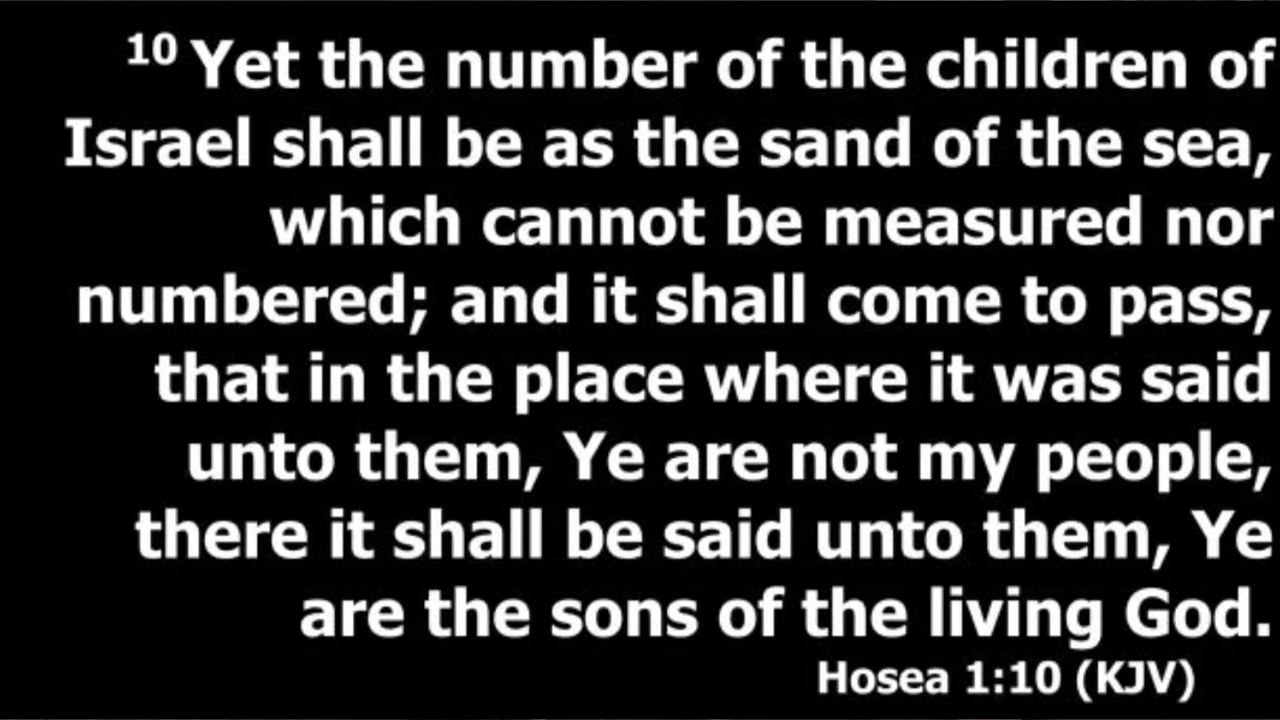 10 Yet the number of the children of
Israel shall be as the sand of the sea,
which cannot be measured nor
numbered; and it shall come to pass,
that in the place where it was said
unto them, Ye are not my people,
there it shall be said unto them, Ye
are the sons of the living God.
Hosea 1:10 (KJV)